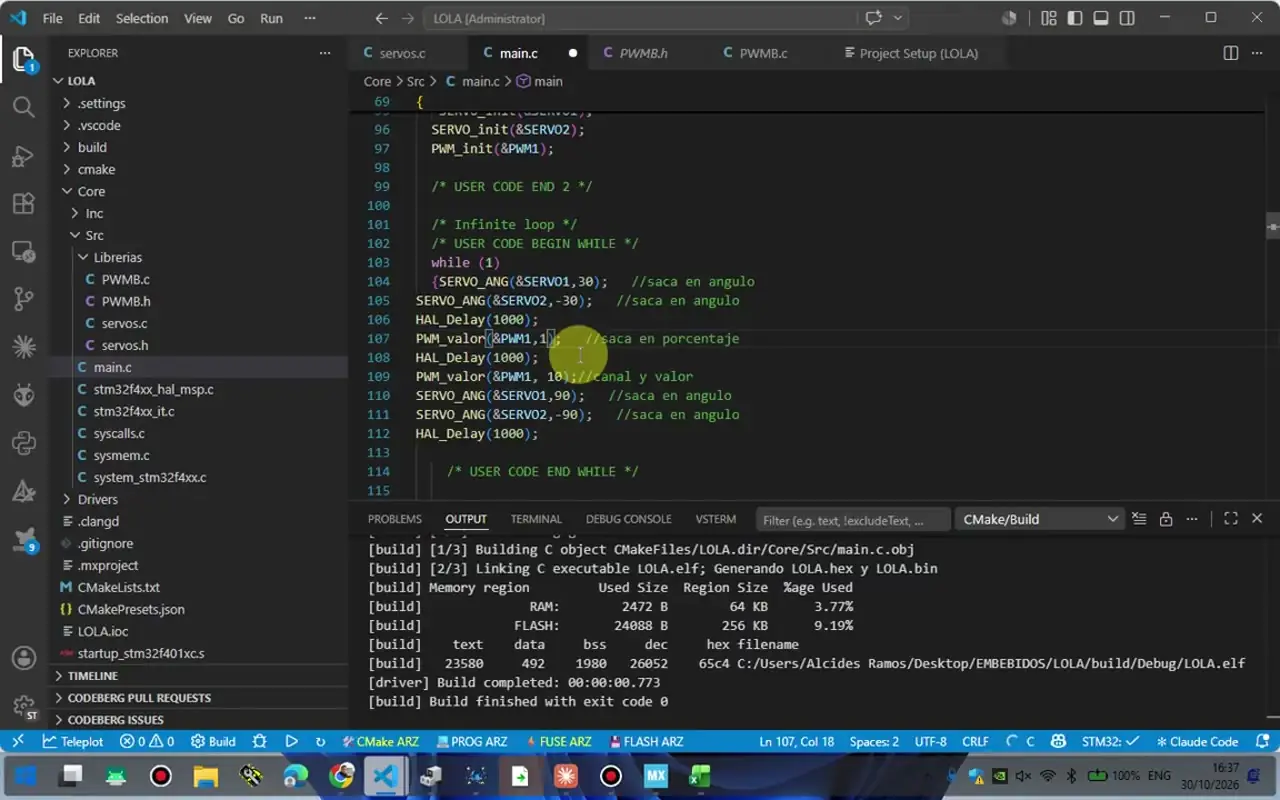 File Edit Selection View Go Run ··· LOLA [Administrator]
EXPLORER ···
LOLA
.settings
.vscode
build
cmake
Core
Inc
Src
Librerias
C PWMB.c
C PWMB.h
C servos.c
C servos.h
C main.c
C stm32f4xx_hal_msp.c
C stm32f4xx_it.c
C syscalls.c
C sysmem.c
C system_stm32f4xx.c
Drivers
.clangd
.gitignore
.mxproject
M CMakeLists.txt
{} CMakePresets.json
LOLA.ioc
startup_stm32f401xc.s
TIMELINE
CODEBERG PULL REQUESTS
CODEBERG ISSUES
1
9
ST
C servos.c C main.c C PWMB.h C PWMB.c Project Setup (LOLA)
Core > Src > C main.c > main
69 {
SERVO_init(&SERVO1);
96 SERVO_init(&SERVO2);
97 PWM_init(&PWM1);
98
99 /* USER CODE END 2 */
100
101 /* Infinite loop */
102 /* USER CODE BEGIN WHILE */
103 while (1)
104 {SERVO_ANG(&SERVO1,30); //saca en angulo
105 SERVO_ANG(&SERVO2,-30); //saca en angulo
106 HAL_Delay(1000);
107 PWM_valor(&PWM1,1); //saca en porcentaje
108 HAL_Delay(1000);
109 PWM_valor(&PWM1, 10);//canal y valor
110 SERVO_ANG(&SERVO1,90); //saca en angulo
111 SERVO_ANG(&SERVO2,-90); //saca en angulo
112 HAL_Delay(1000);
113
114 /* USER CODE END WHILE */
115
PROBLEMS OUTPUT TERMINAL DEBUG CONSOLE VSTERM Filter (e.g. text, !excludeText, ... CMake/Build
[build] [1/3] Building C object CMakeFiles/LOLA.dir/Core/Src/main.c.obj
[build] [2/3] Linking C executable LOLA.elf; Generando LOLA.hex y LOLA.bin
[build] Memory region Used Size Region Size %age Used
[build] RAM: 2472 B 64 KB 3.77%
[build] FLASH: 24088 B 256 KB 9.19%
[build] text data bss dec hex filename
[build] 23580 492 1980 26052 65c4 C:/Users/Alcides Ramos/Desktop/EMBEBIDOS/LOLA/build/Debug/LOLA.elf
[driver] Build completed: 00:00:00.773
[build] Build finished with exit code 0
Teleplot 0 0 Build CMake ARZ PROG ARZ FUSE ARZ FLASH ARZ Ln 107, Col 18 Spaces: 2 UTF-8 CRLF C STM32: Claude Code
MX 100% ENG 16:37
30/10/2026